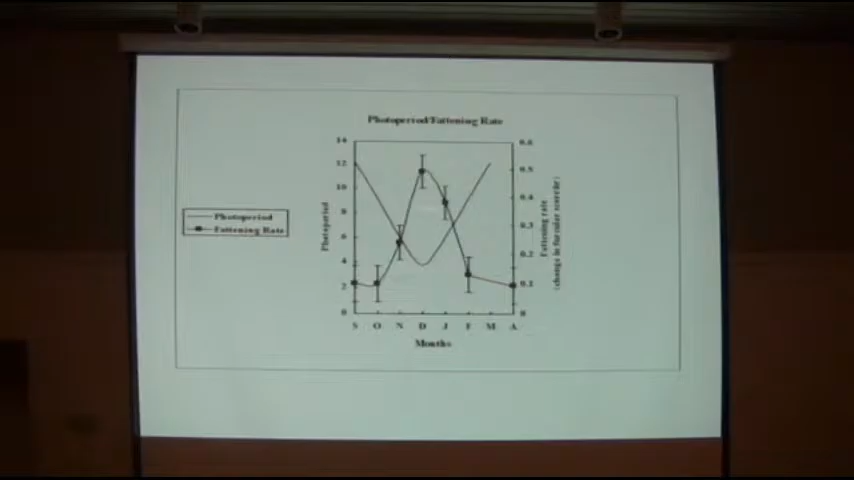 Photoperiod/Fattening Rate
14
12
10
8
6
4
2
0
0.6
0.5
0.4
0.3
0.2
0.1
0
Photoperiod
Fattening rate
Photoperiod
Fattening Rate
S O N D J F M A
Months